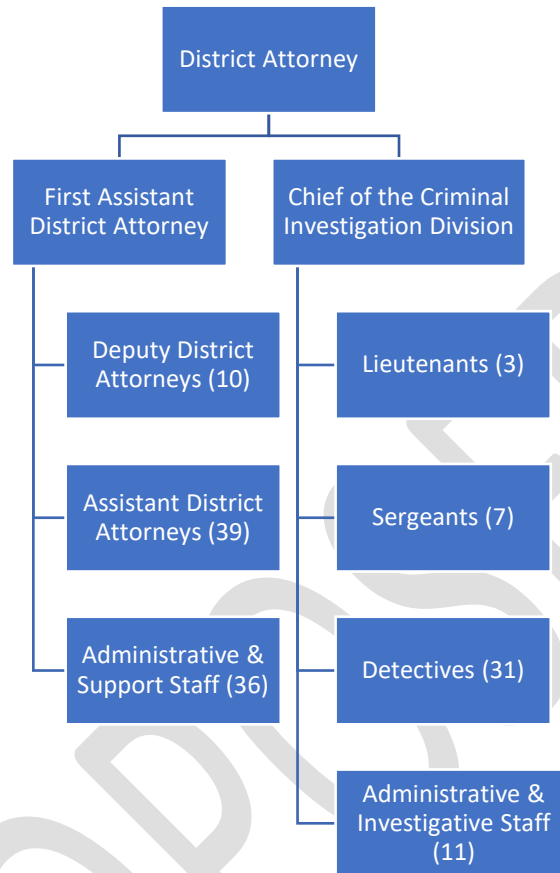 District Attorney
First Assistant
District Attorney
Chief of the Criminal
Investigation Division
Deputy District
Attorneys (10)
Lieutenants (3)
Assistant District
Attorneys (39)
Sergeants (7)
Administrative &
Support Staff (36)
Detectives (31)
Administrative &
Investigative Staff
(11)